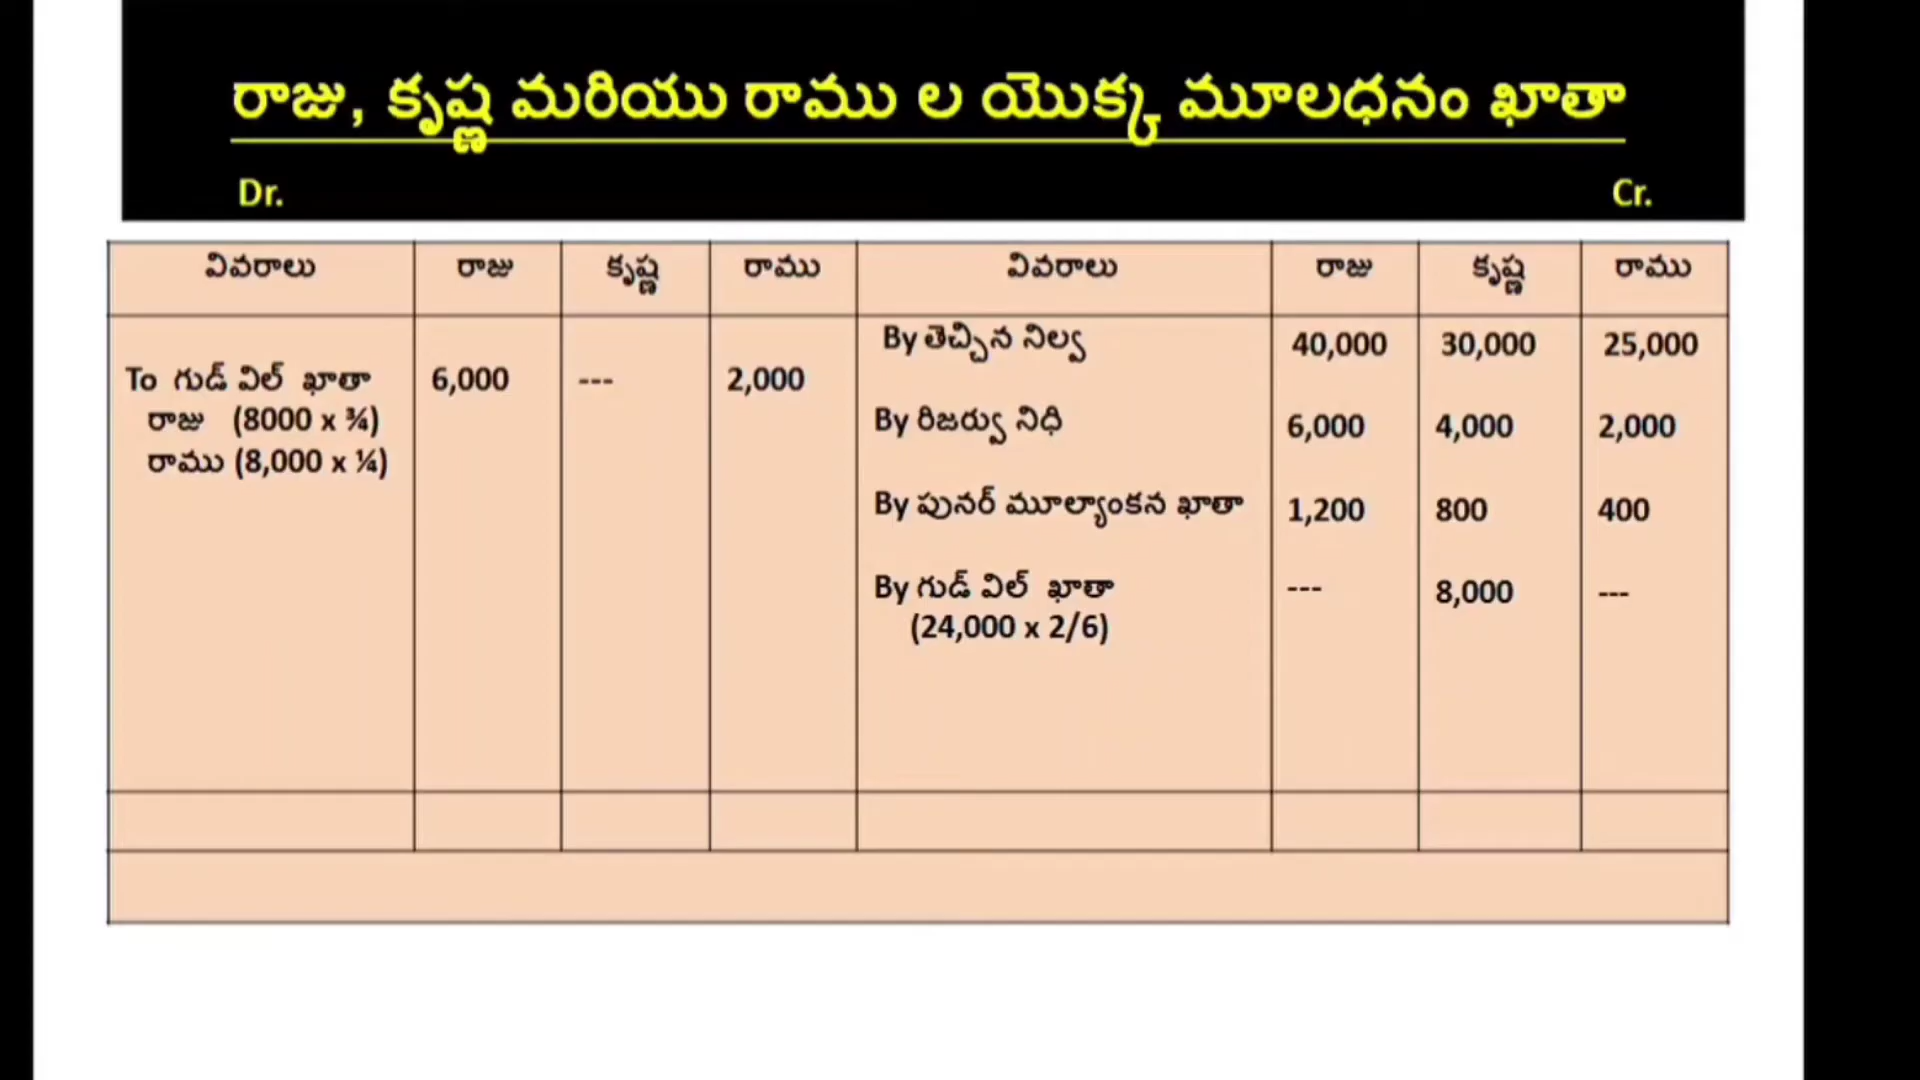 రాజు, కృష్ణ మరియు రాము ల యొక్క మూలధనం ఖాతా
Dr. Cr.
వివరాలు రాజు కృష్ణ రాము వివరాలు రాజు కృష్ణ రాము
By తెచ్చిన నిల్వ 40,000 30,000 25,000
To గుడ్ విల్ ఖాతా 6,000 --- 2,000
రాజు (8000 x ¾)
రాము (8,000 x ¼)
By రిజర్వు నిధి 6,000 4,000 2,000
By పునర్ మూల్యాంకన ఖాతా 1,200 800 400
By గుడ్ విల్ ఖాతా --- 8,000 ---
(24,000 x 2/6)